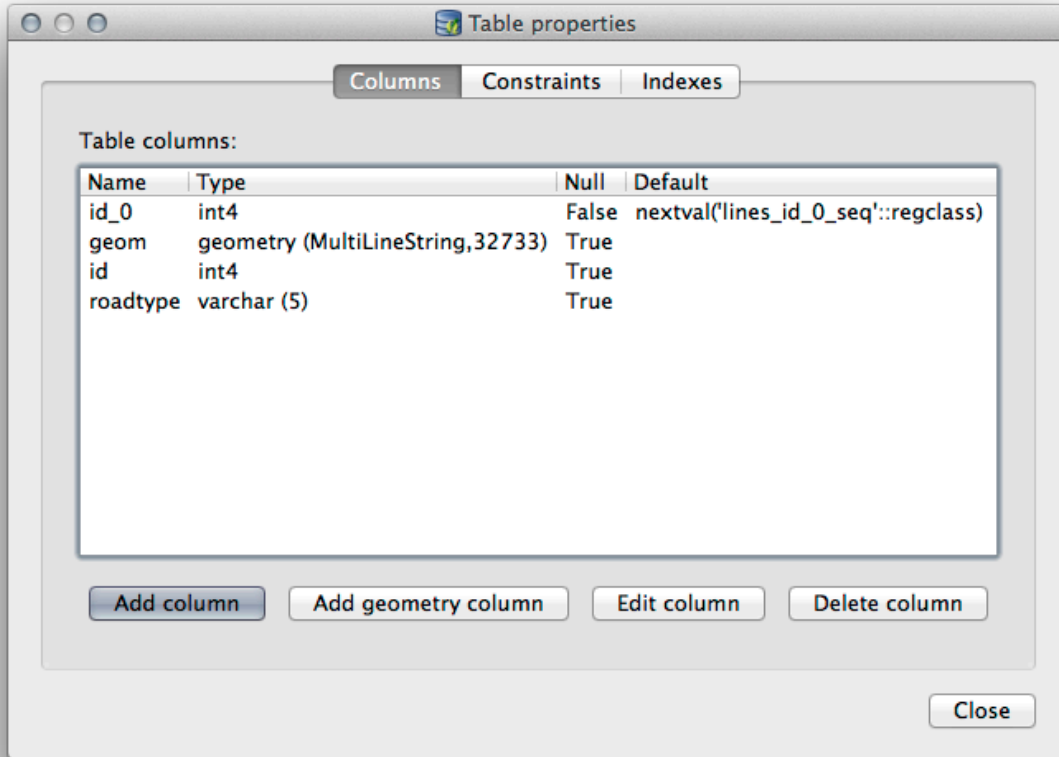 Table properties
Columns Constraints Indexes
Table columns:
Name Type Null Default
id_0 int4 False nextval('lines_id_0_seq'::regclass)
geom geometry (MultiLineString,32733) True
id int4 True
roadtype varchar (5) True
Add column Add geometry column Edit column Delete column
Close